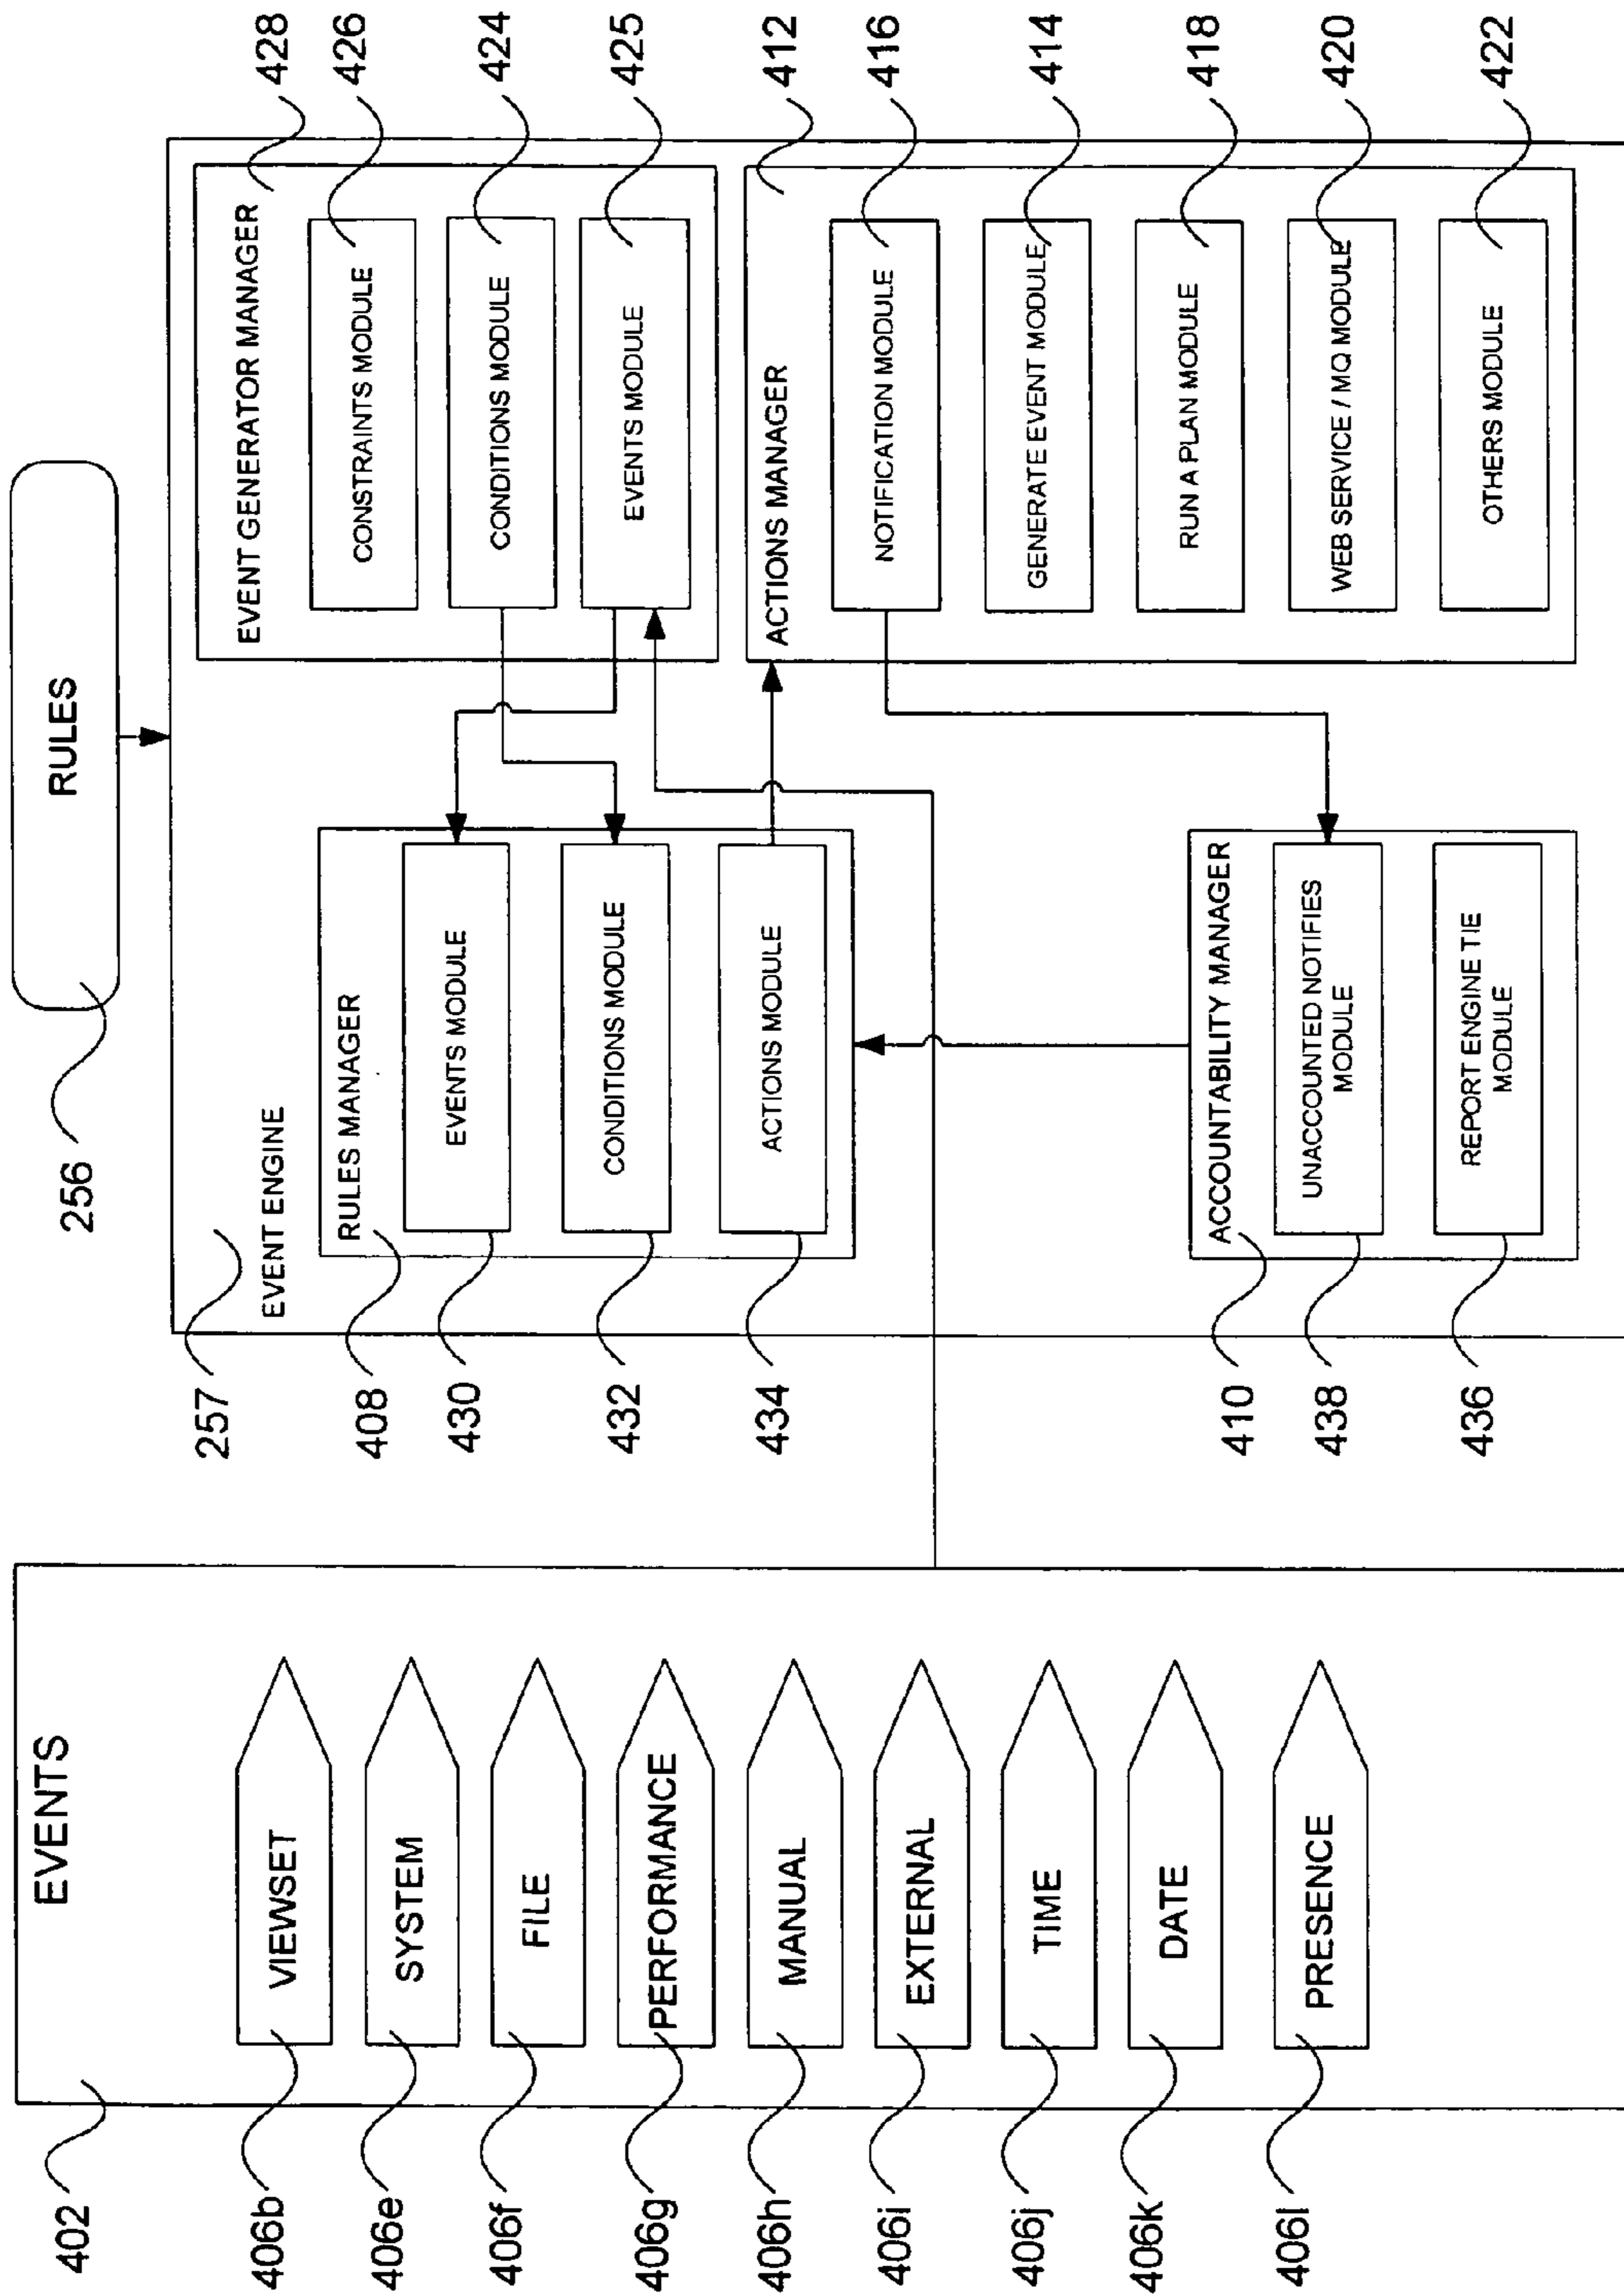 402
EVENTS
406b
VIEWSET
406e
SYSTEM
406f
FILE
406g
PERFORMANCE
406h
MANUAL
406i
EXTERNAL
406j
TIME
406k
DATE
406l
PRESENCE
256
RULES
257
EVENT ENGINE
408
RULES MANAGER
430
EVENTS MODULE
432
CONDITIONS MODULE
434
ACTIONS MODULE
410
ACCOUNTABILITY MANAGER
438
UNACCOUNTED NOTIFIES
MODULE
436
REPORT ENGINE TIE
MODULE
EVENT GENERATOR MANAGER
428
CONSTRAINTS MODULE
426
CONDITIONS MODULE
424
EVENTS MODULE
425
ACTIONS MANAGER
412
NOTIFICATION MODULE
416
GENERATE EVENT MODULE
414
RUN A PLAN MODULE
418
WEB SERVICE / MQ MODULE
420
OTHERS MODULE
422